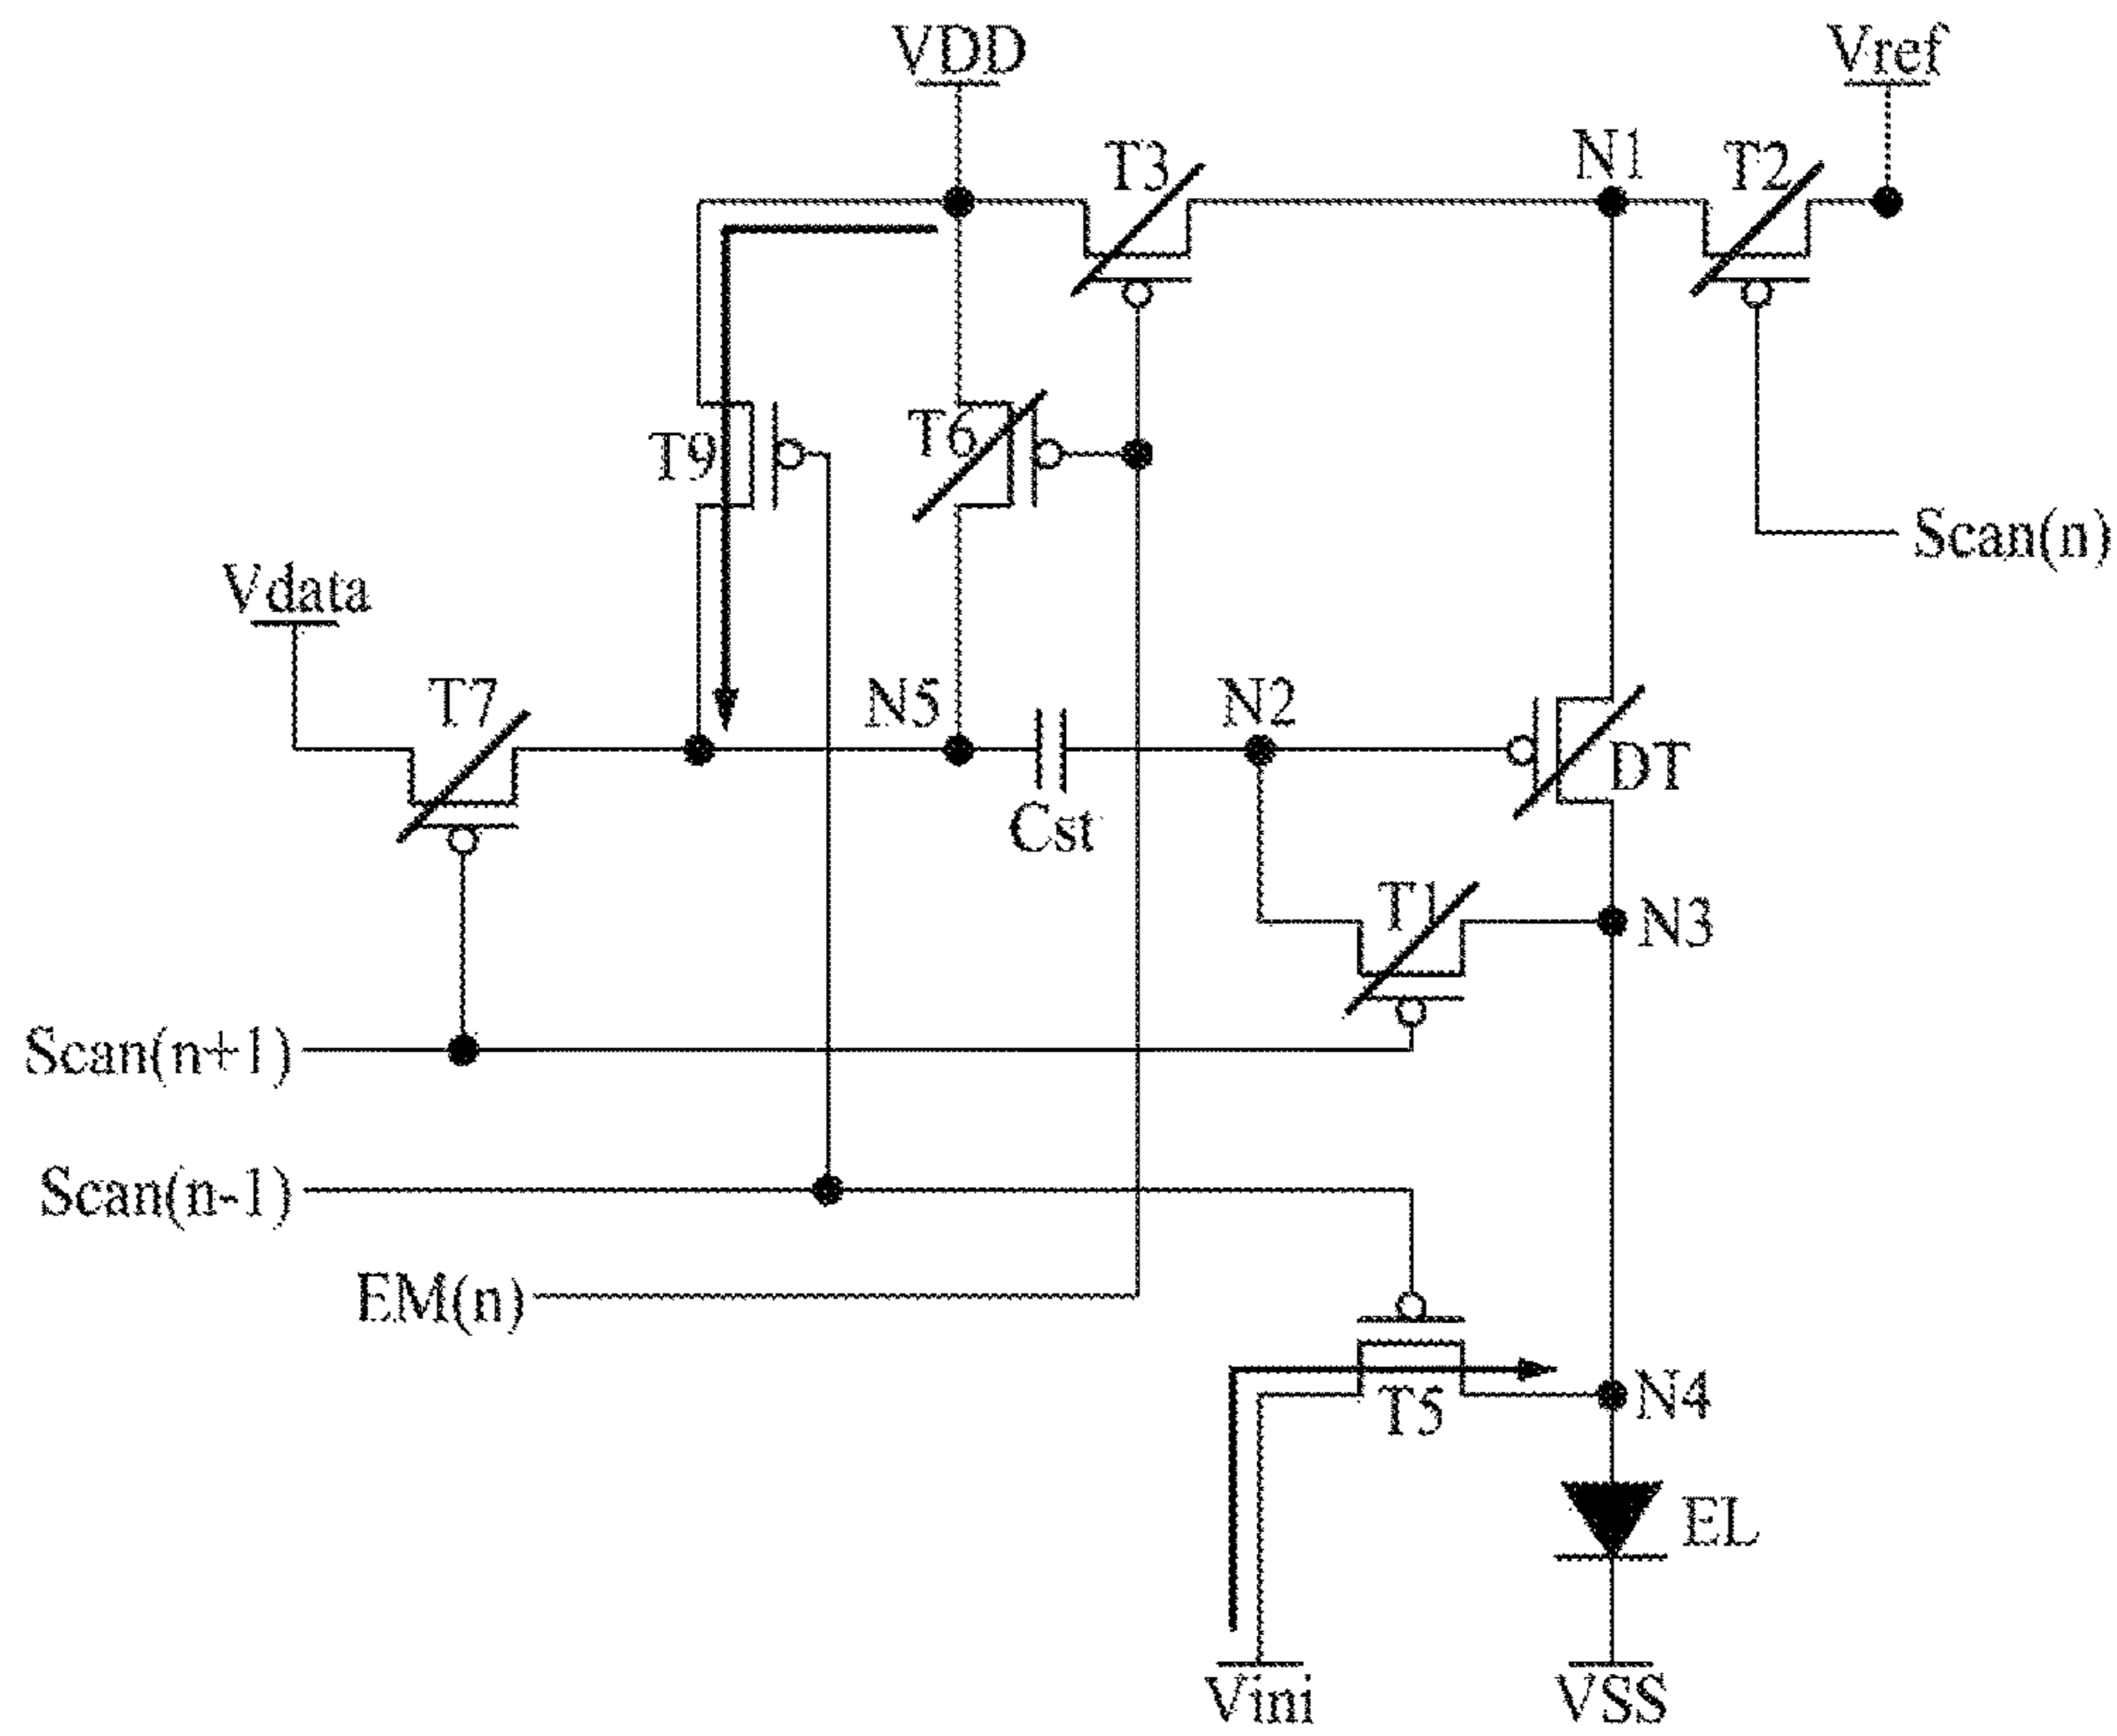 VDD
Vref
T3
N1
T2
T9
T6
Scan(n)
Vdata
T7
N5
N2
DT
Cst
T1
N3
Scan(n+1)
Scan(n-1)
EM(n)
T5
N4
EL
Vini
VSS